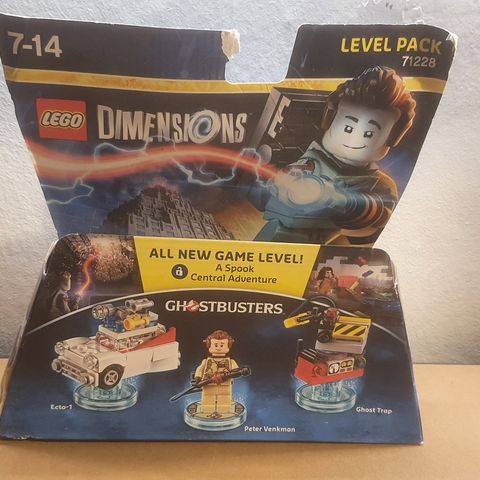 7-14
LEVEL PACK
71228
LEGO
DIMENSIONS
ALL NEW GAME LEVEL!
A Spook
Central Adventure
GHOSTBUSTERS
Ecto-1
Peter Venkman
Ghost Trap